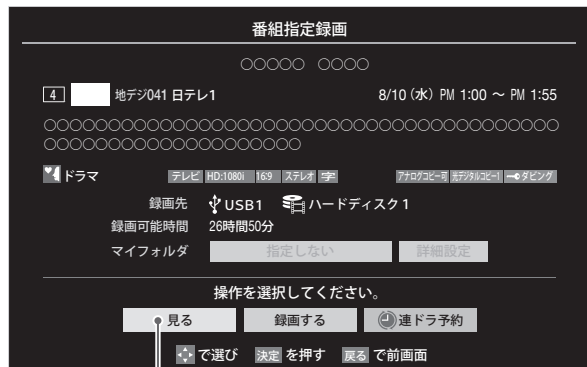 番組指定録画
○○○○○ ○○○○
4 地デジ041 日テレ1 8/10 (水) PM 1:00 ～ PM 1:55
○○○○○○○○○○○○○○○○○○○○○○○○○○○○○○○○○○○○○○○○
○○○○○○○○○○○○○○○○○○○○
ドラマ テレビ HD:1080i 16:9 ステレオ 字 アナログコピー可 光デジタルコピー1 ダビング
録画先 USB1 ハードディスク1
録画可能時間 26時間50分
マイフォルダ 指定しない 詳細設定
操作を選択してください。
見る 録画する 連ドラ予約
で選び 決定 を押す 戻る で前画面